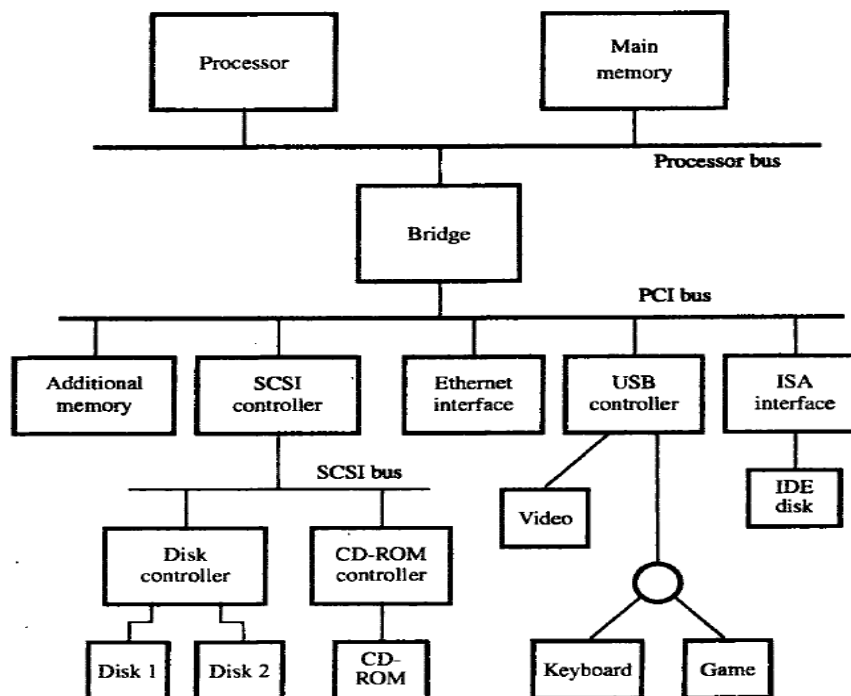 Processor
Main
memory
Processor bus
Bridge
PCI bus
Additional
memory
SCSI
controller
Ethernet
interface
USB
controller
ISA
interface
SCSI bus
Video
IDE
disk
Disk
controller
CD-ROM
controller
Disk 1
Disk 2
CD-
ROM
Keyboard
Game